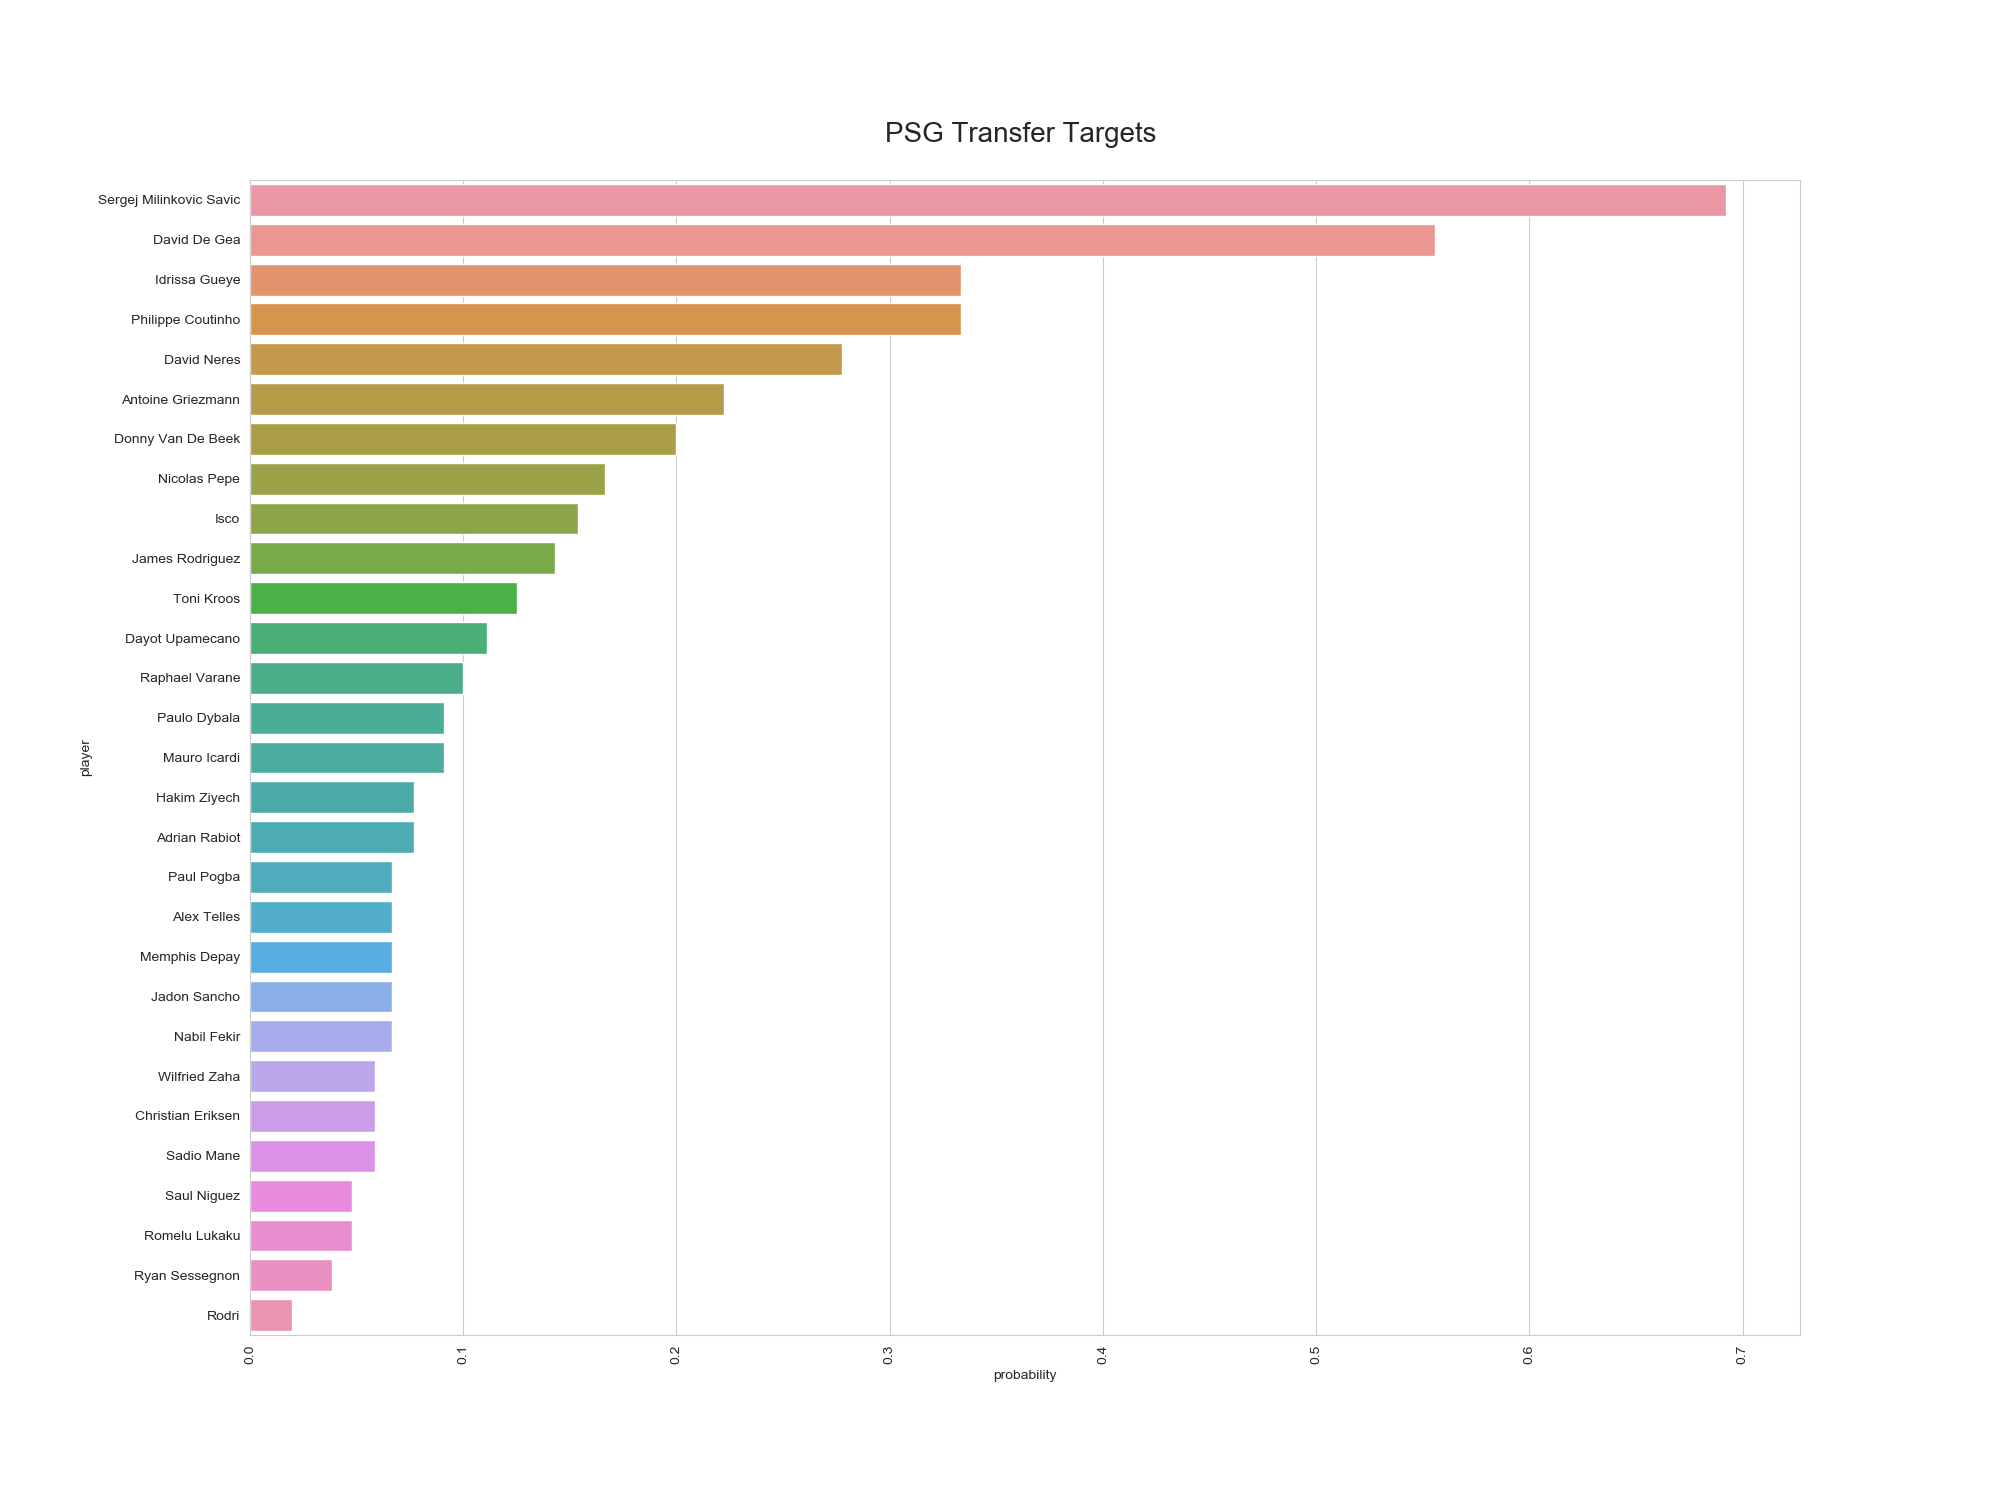 PSG Transfer Targets
Sergej Milinkovic Savic
David De Gea
Idrissa Gueye
Philippe Coutinho
David Neres
Antoine Griezmann
Donny Van De Beek
Nicolas Pepe
Isco
James Rodriguez
Toni Kroos
Dayot Upamecano
Raphael Varane
Paulo Dybala
Mauro Icardi
Hakim Ziyech
Adrian Rabiot
Paul Pogba
Alex Telles
Memphis Depay
Jadon Sancho
Nabil Fekir
Wilfried Zaha
Christian Eriksen
Sadio Mane
Saul Niguez
Romelu Lukaku
Ryan Sessegnon
Rodri
player
0.0 0.1 0.2 0.3 0.4 0.5 0.6 0.7
probability